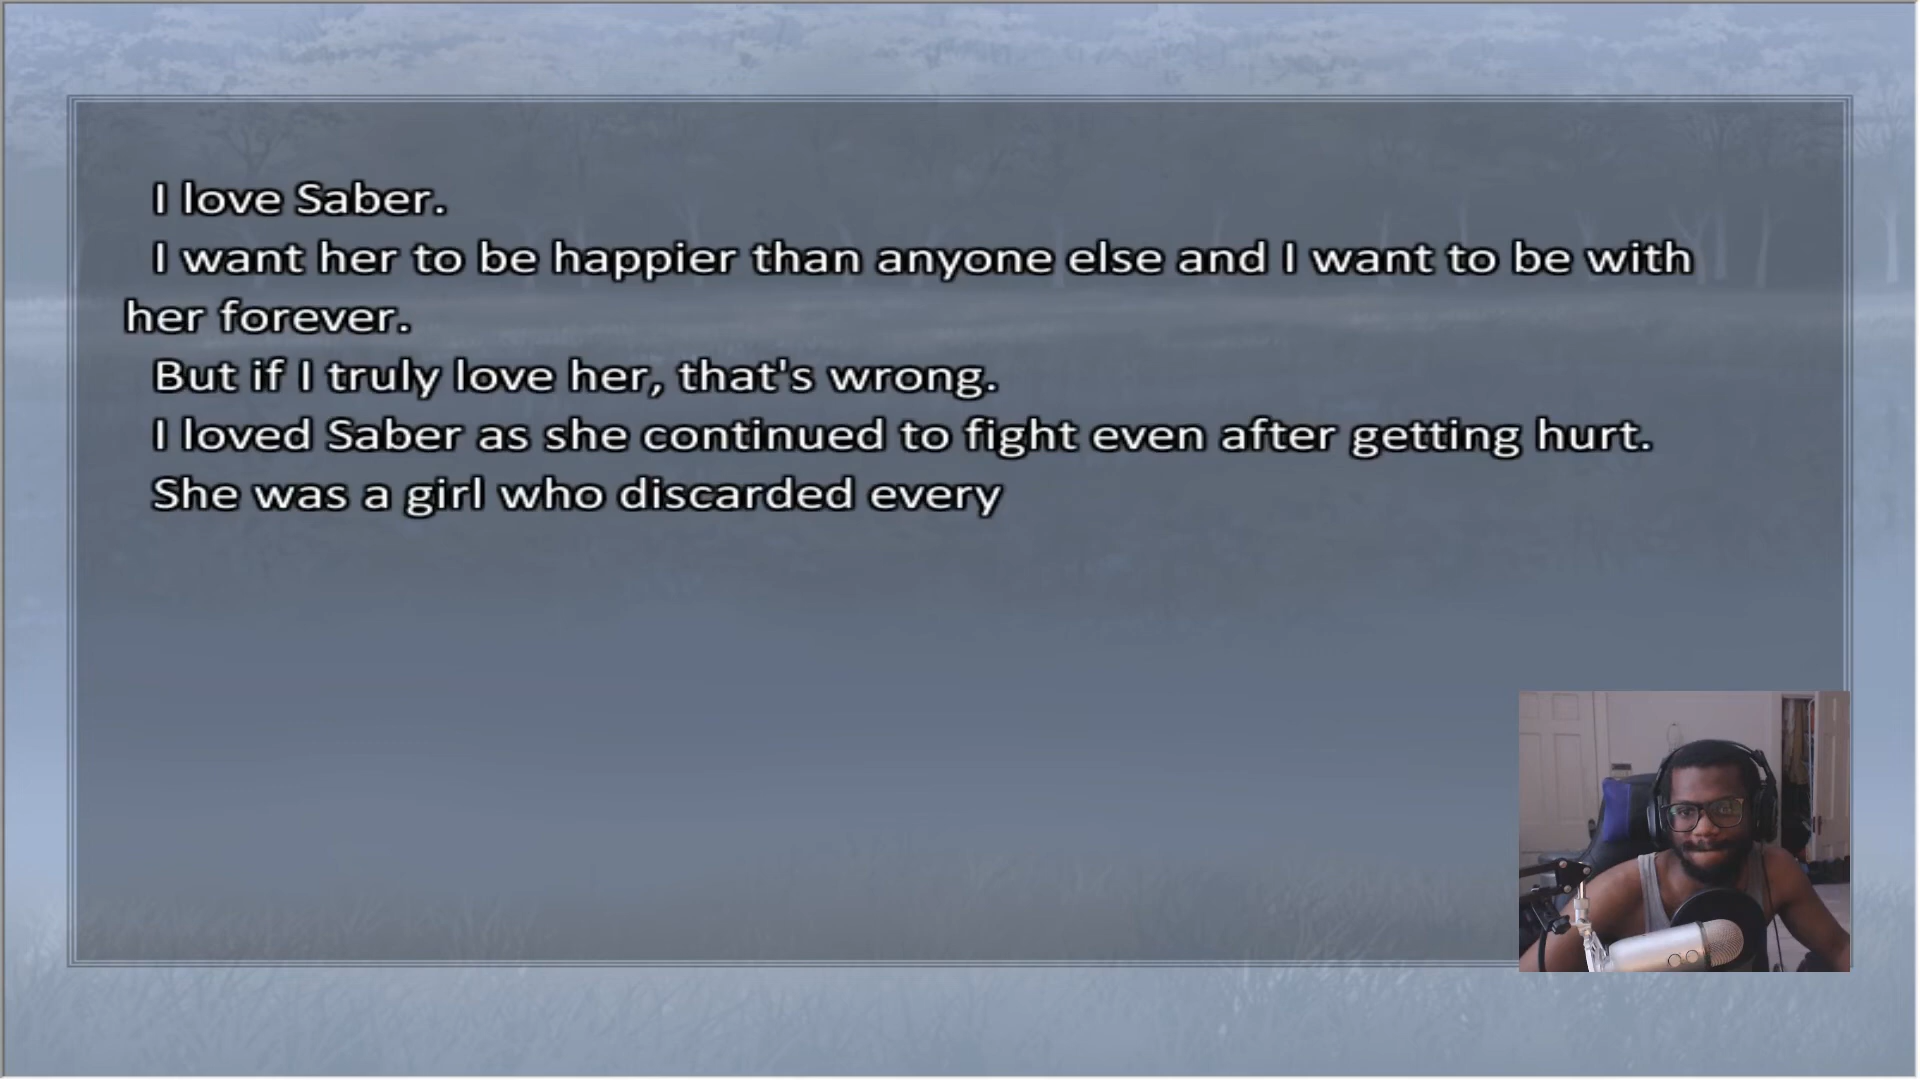 I love Saber.
I want her to be happier than anyone else and I want to be with
her forever.
But if I truly love her, that's wrong.
I loved Saber as she continued to fight even after getting hurt.
She was a girl who discarded every